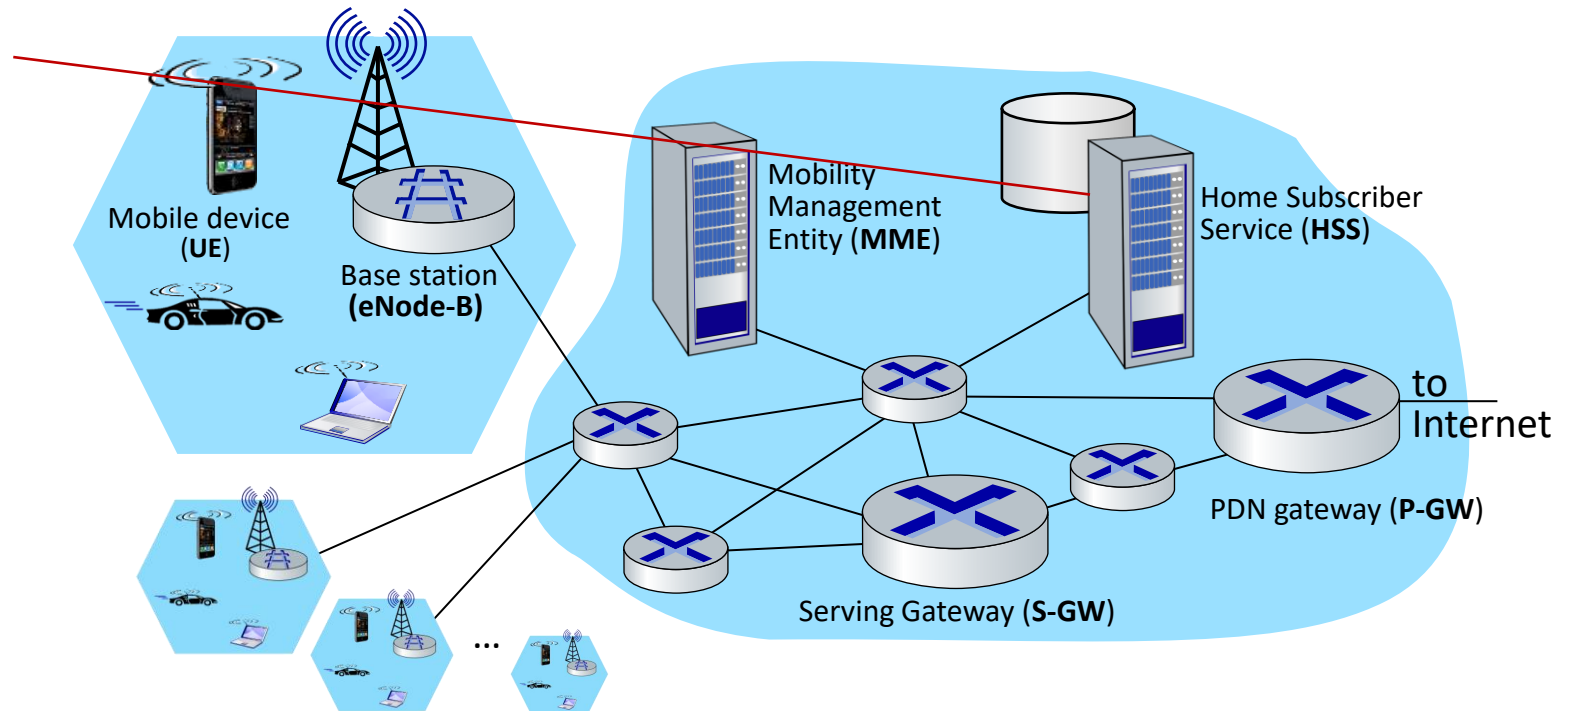 Mobile device
(UE)
Base station
(eNode-B)
Mobility
Management
Entity (MME)
Home Subscriber
Service (HSS)
to
Internet
PDN gateway (P-GW)
Serving Gateway (S-GW)
...